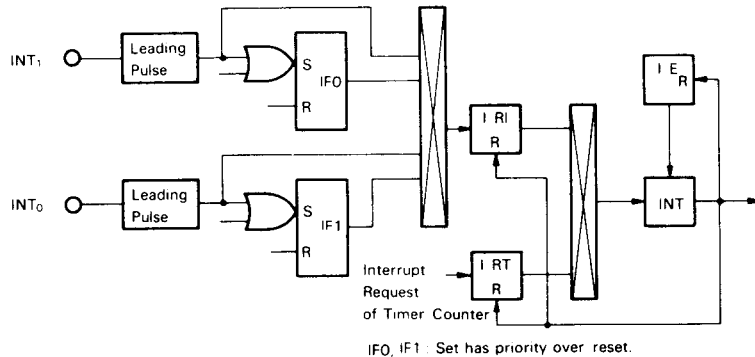 INT₁
Leading
Pulse
S
IF0
R
I RI
R
I E
R
INT₀
Leading
Pulse
S
IF1
R
INT
Interrupt
Request
of Timer Counter
I RT
R
IF0, IF1 : Set has priority over reset.